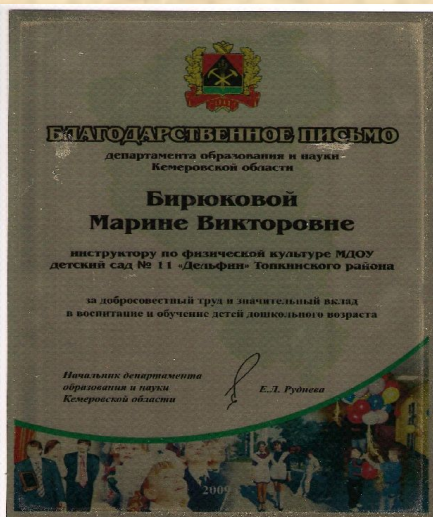 БЛАГОДАРСТВЕННОЕ ПИСЬМО
департамента образования и науки
Кемеровской области
Бирюковой
Марине Викторовне
инструктору по физической культуре МДОУ
детский сад № 11 «Дельфин» Топкинского района
за добросовестный труд и значительный вклад
в воспитание и обучение детей дошкольного возраста
Начальник департамента
образования и науки
Кемеровской области
Е.Л. Руднева
2009